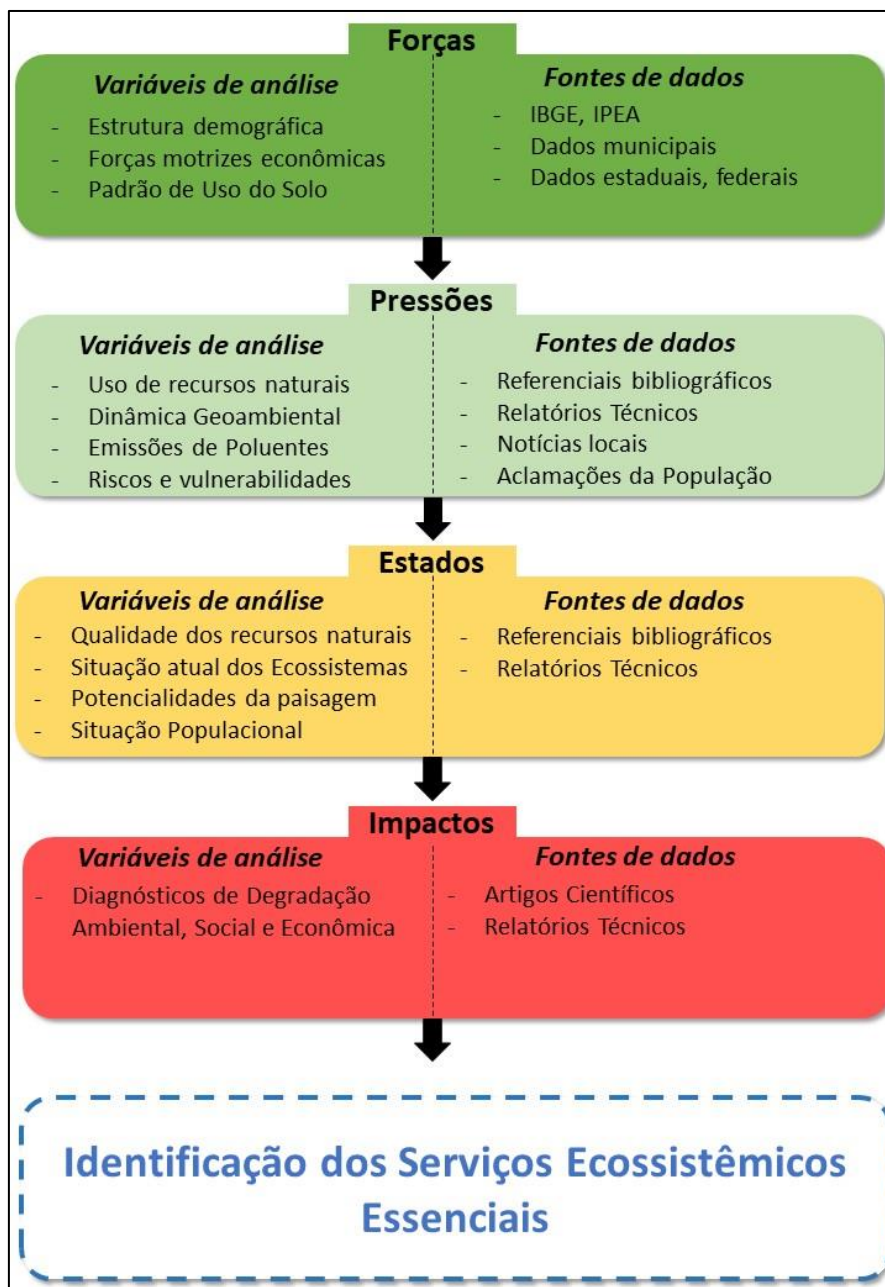 Forças
Variáveis de análise
- Estrutura demográfica
- Forças motrizes econômicas
- Padrão de Uso do Solo
Fontes de dados
- IBGE, IPEA
- Dados municipais
- Dados estaduais, federais
Pressões
Variáveis de análise
- Uso de recursos naturais
- Dinâmica Geoambiental
- Emissões de Poluentes
- Riscos e vulnerabilidades
Fontes de dados
- Referenciais bibliográficos
- Relatórios Técnicos
- Notícias locais
- Aclamações da População
Estados
Variáveis de análise
- Qualidade dos recursos naturais
- Situação atual dos Ecossistemas
- Potencialidades da paisagem
- Situação Populacional
Fontes de dados
- Referenciais bibliográficos
- Relatórios Técnicos
Impactos
Variáveis de análise
- Diagnósticos de Degradação
Ambiental, Social e Econômica
Fontes de dados
- Artigos Científicos
- Relatórios Técnicos
Identificação dos Serviços Ecossistêmicos
Essenciais